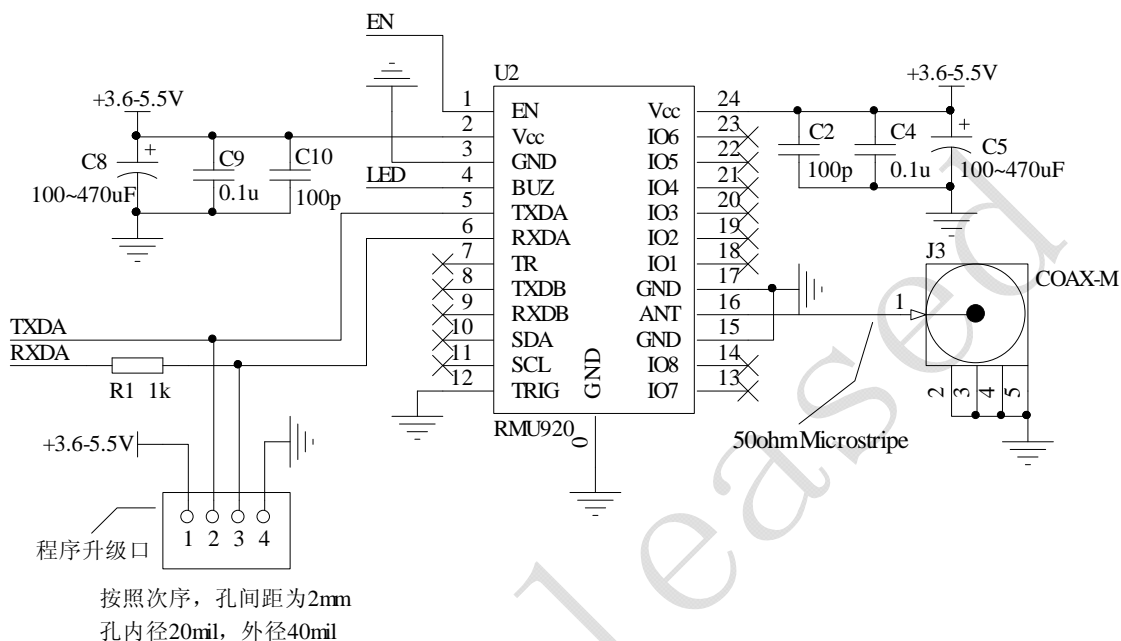 EN
U2
+3.6-5.5V
+3.6-5.5V
1 EN Vcc 24
2 Vcc IO6 23
3 GND IO5 22
4 BUZ IO4 21
5 TXDA IO3 20
6 RXDA IO2 19
7 TR IO1 18
8 TXDB GND 17
9 RXDB ANT 16
10 SDA GND 15
11 SCL IO8 14
12 TRIG IO7 13
GND
0
RMU920
LED
C8
+
100~470uF
C9
0.1u
C10
100p
C2
100p
C4
0.1u
+
C5
100~470uF
J3
COAX-M
1
2 3 4 5
50ohmMicrostripe
TXDA
RXDA
R1 1k
+3.6-5.5V
1 2 3 4
程序升级口
按照次序，孔间距为2mm
孔内径20mil，外径40mil